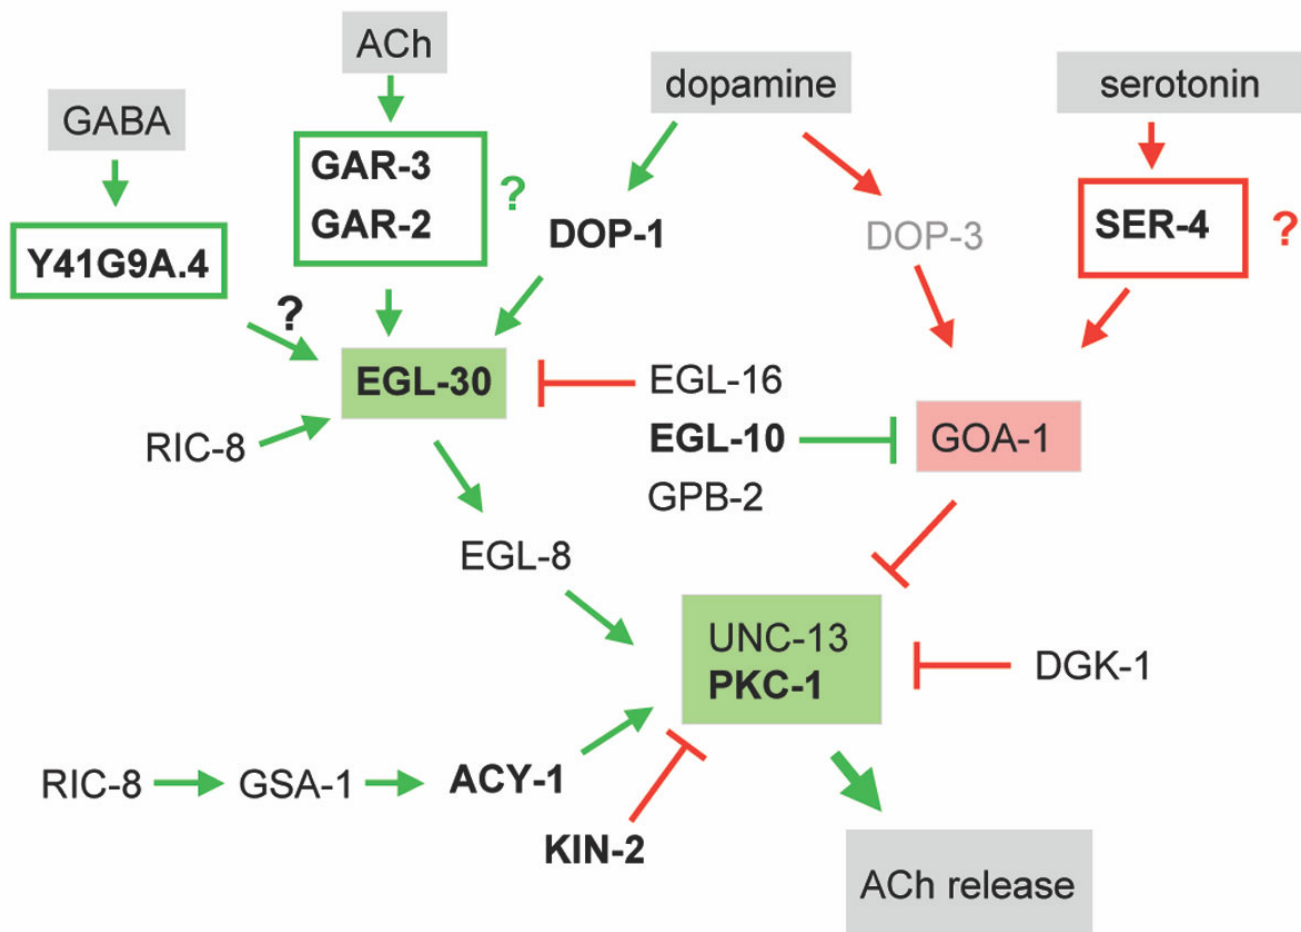 ACh
dopamine
serotonin
GABA
GAR-3
GAR-2
?
SER-4
?
DOP-1
DOP-3
Y41G9A.4
?
EGL-30
EGL-16
EGL-10
GPB-2
GOA-1
RIC-8
EGL-8
UNC-13
PKC-1
DGK-1
RIC-8
GSA-1
ACY-1
KIN-2
ACh release